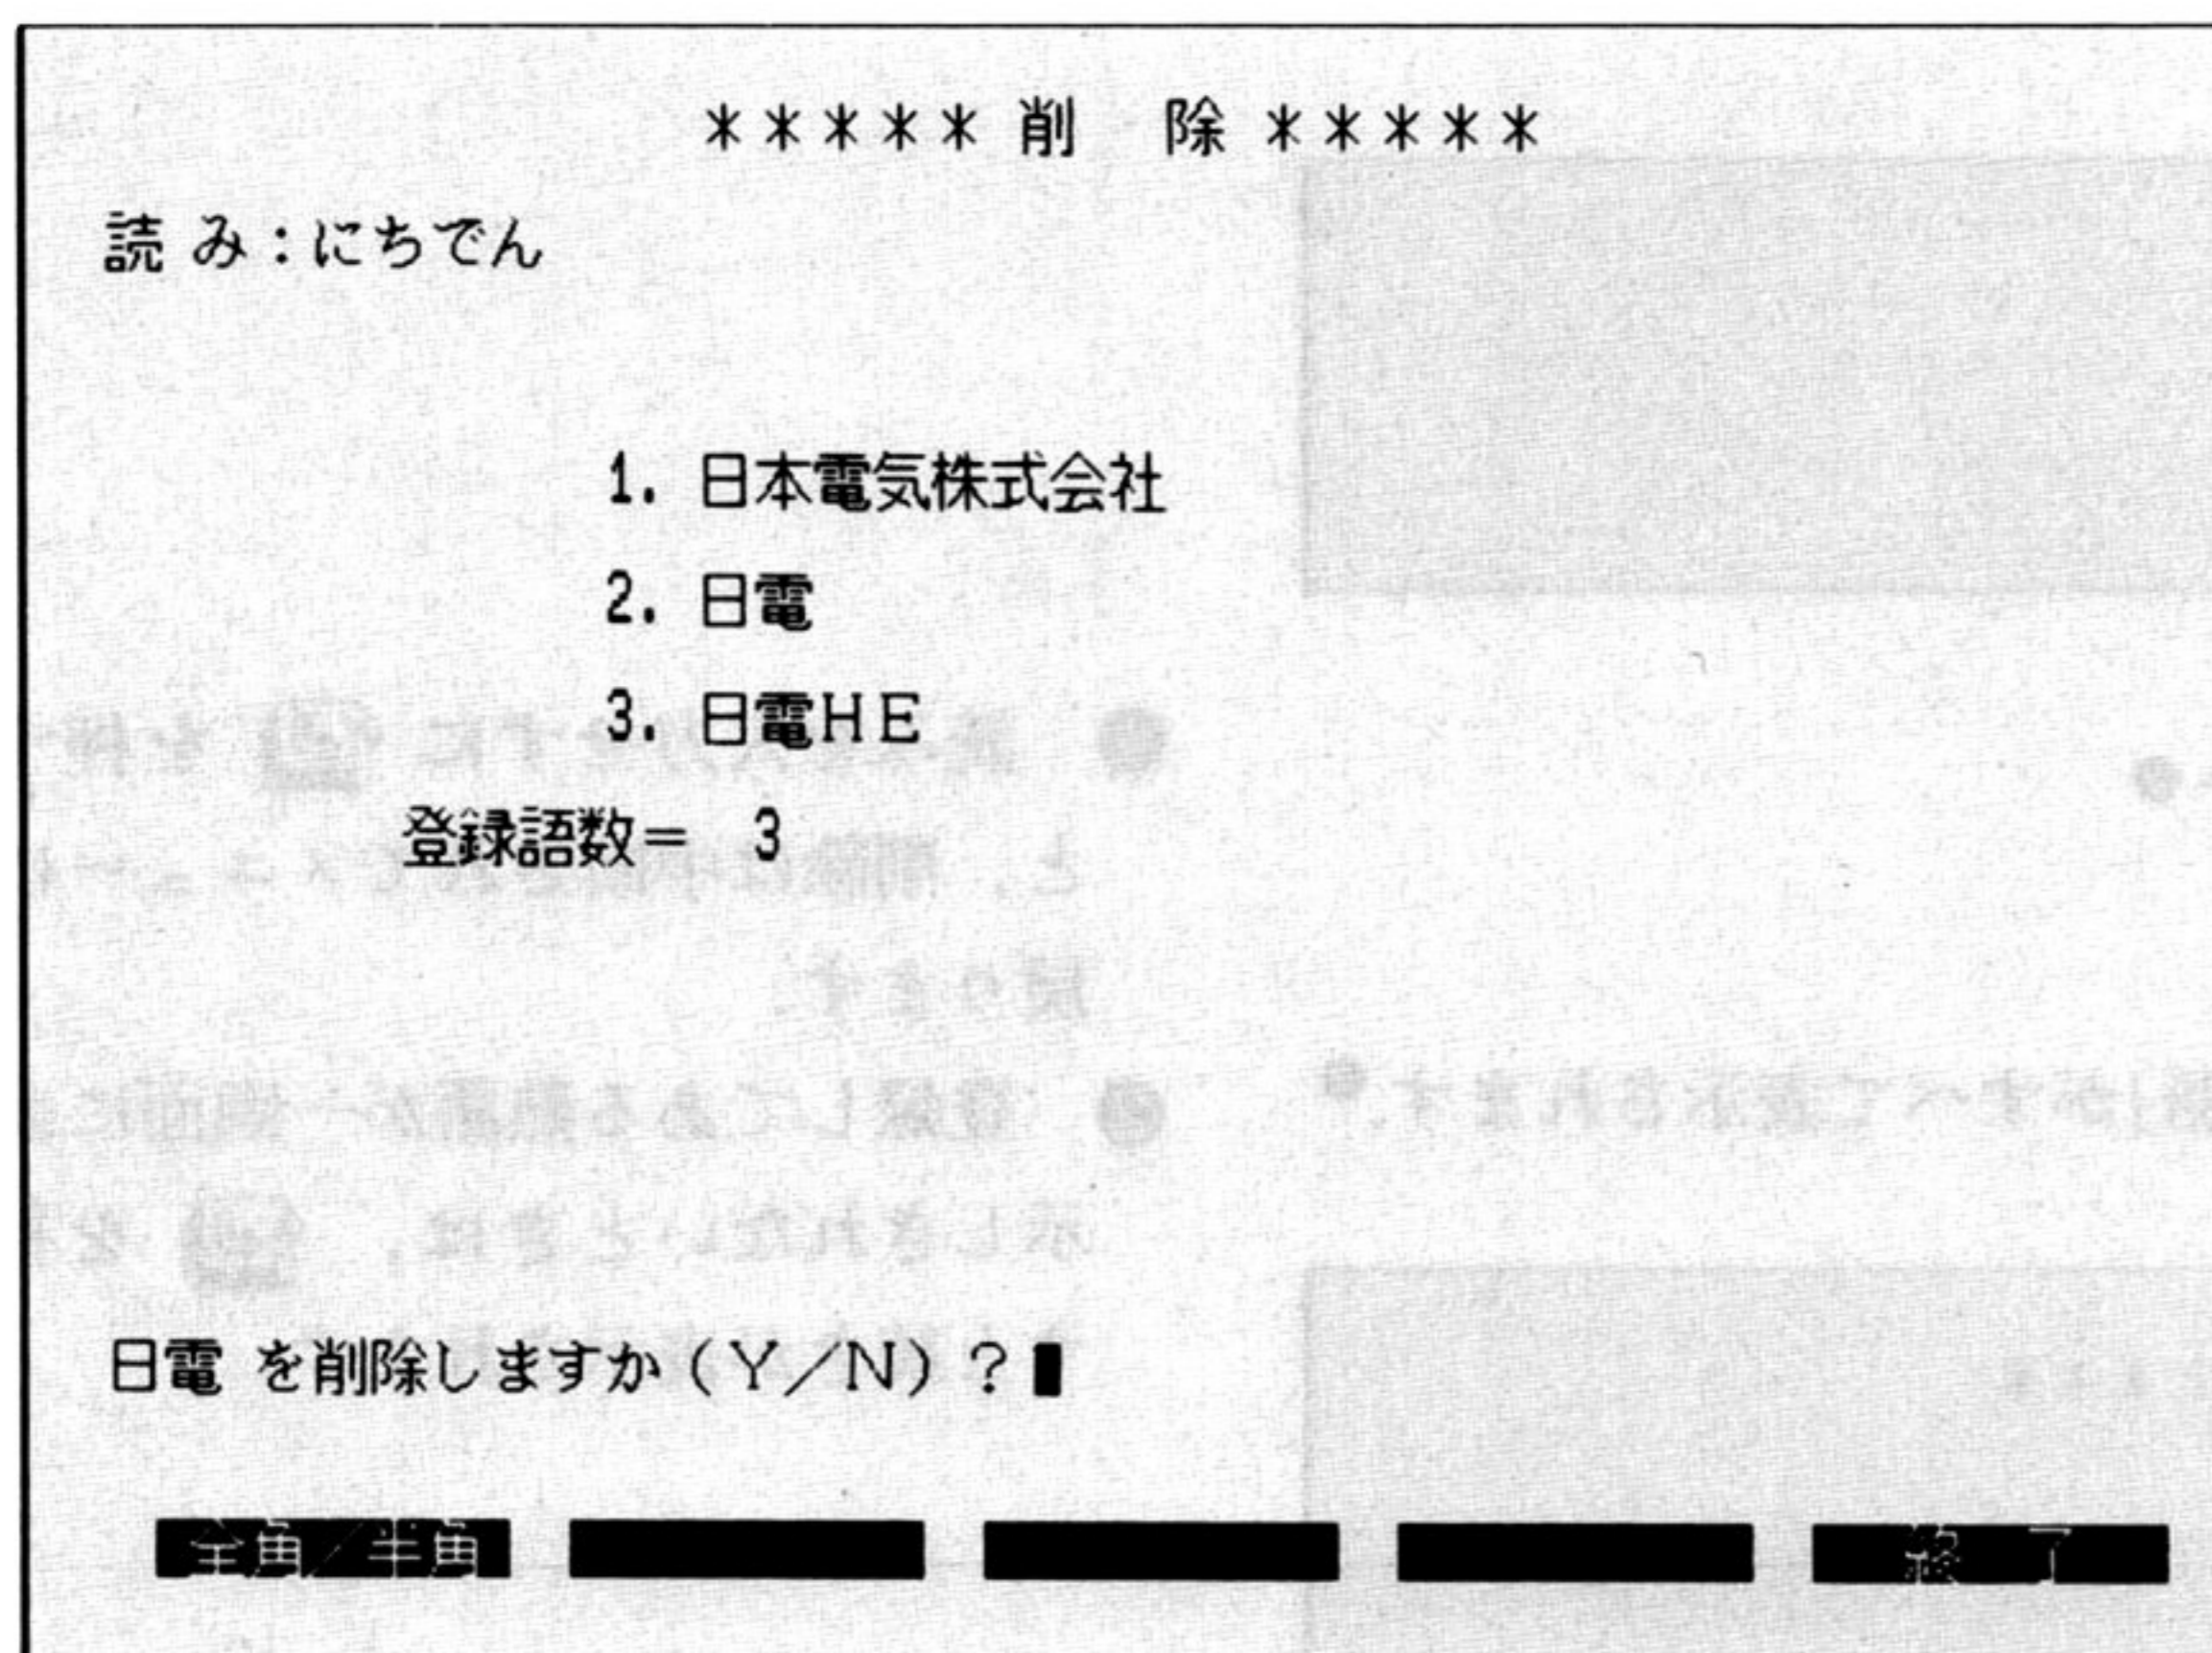 *****削　除*****
読み：にちでん
1. 日本電気株式会社
2. 日電
3. 日電ＨＥ
登録語数＝　3
日電 を削除しますか（Ｙ／Ｎ）？
全角／半角　終　了